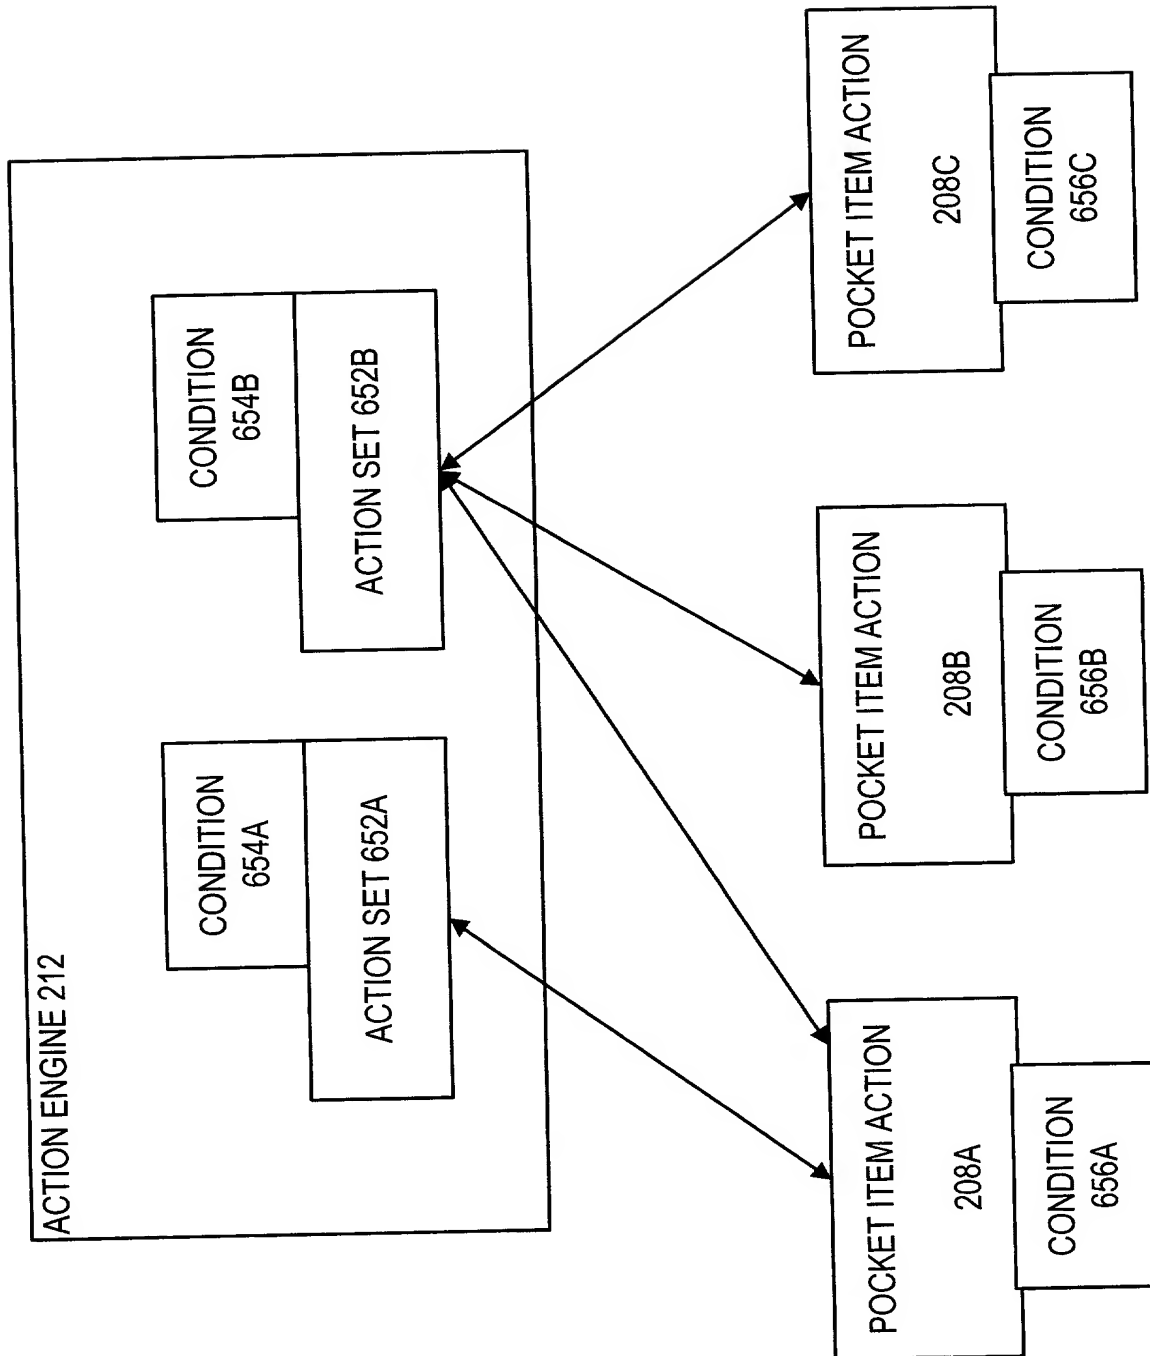 ACTION ENGINE 212
CONDITION
654A
ACTION SET 652A
CONDITION
654B
ACTION SET 652B
POCKET ITEM ACTION
208A
CONDITION
656A
POCKET ITEM ACTION
208B
CONDITION
656B
POCKET ITEM ACTION
208C
CONDITION
656C